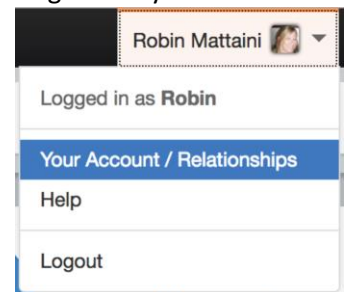 Robin Mattaini
Logged in as Robin
Your Account / Relationships
Help
Logout